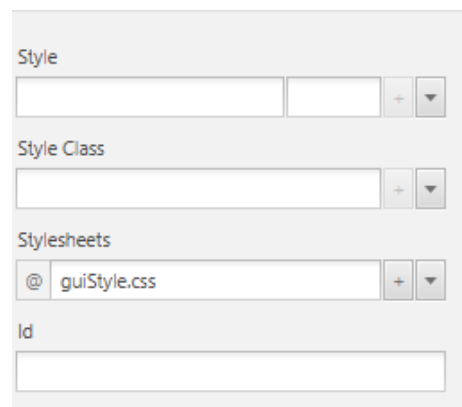 Style
+
Style Class
+
Stylesheets
@ guiStyle.css +
Id